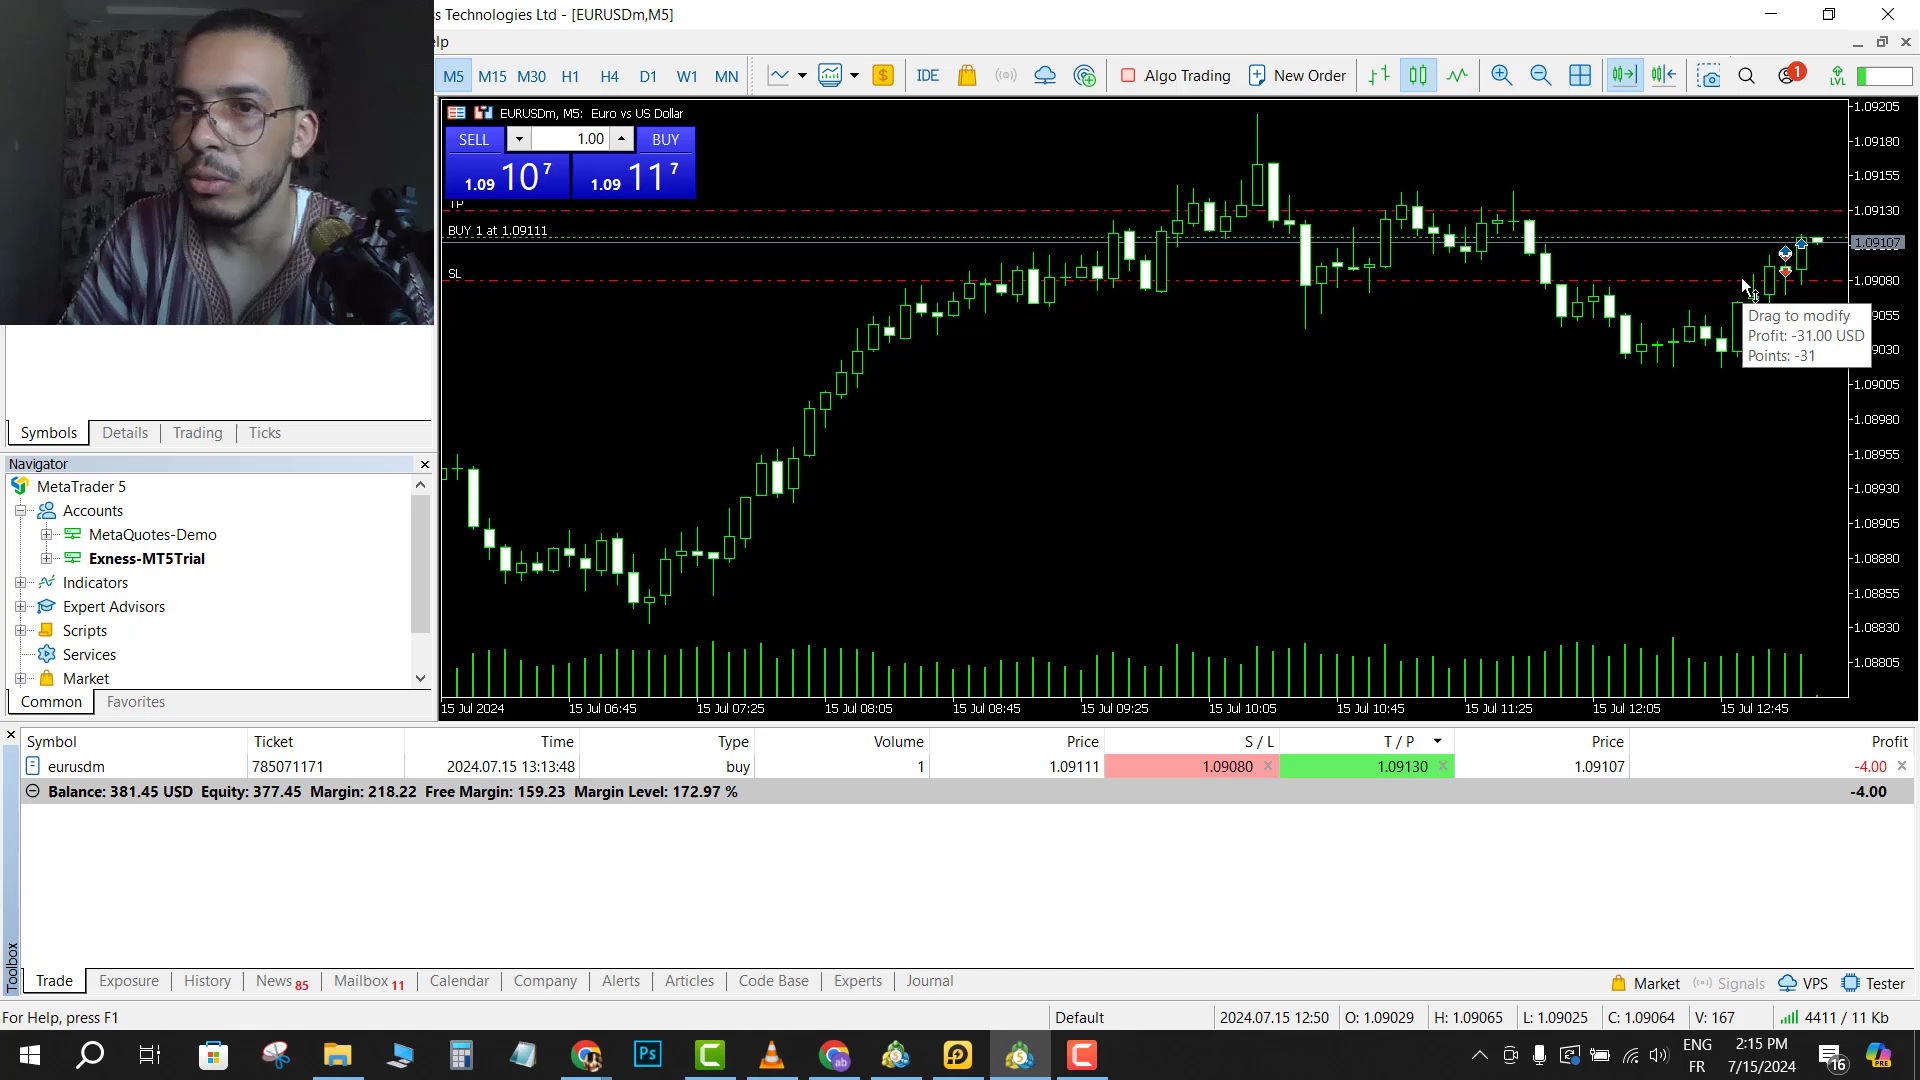 ss Technologies Ltd - [EURUSDm,M5]
elp
M5 M15 M30 H1 H4 D1 W1 MN IDE Algo Trading New Order 1 LVL
EURUSDm, M5: Euro vs US Dollar
SELL 1.00 BUY
1.09 10 7 1.09 11 7
TP
BUY 1 at 1.09111
SL
1.09205
1.09180
1.09155
1.09130
1.09107
1.09080
1.09055
1.09030
1.09005
1.08980
1.08955
1.08930
1.08905
1.08880
1.08855
1.08830
1.08805
Drag to modify
Profit: -31.00 USD
Points: -31
15 Jul 2024 15 Jul 06:45 15 Jul 07:25 15 Jul 08:05 15 Jul 08:45 15 Jul 09:25 15 Jul 10:05 15 Jul 10:45 15 Jul 11:25 15 Jul 12:05 15 Jul 12:45
Symbols Details Trading Ticks
Navigator
MetaTrader 5
Accounts
MetaQuotes-Demo
Exness-MT5Trial
Indicators
Expert Advisors
Scripts
Services
Market
Common Favorites
Symbol Ticket Time Type Volume Price S / L T / P Price Profit
eurusdm 785071171 2024.07.15 13:13:48 buy 1 1.09111 1.09080 1.09130 1.09107 -4.00
Balance: 381.45 USD Equity: 377.45 Margin: 218.22 Free Margin: 159.23 Margin Level: 172.97 % -4.00
Toolbox
Trade Exposure History News 85 Mailbox 11 Calendar Company Alerts Articles Code Base Experts Journal Market Signals VPS Tester
For Help, press F1 Default 2024.07.15 12:50 O: 1.09029 H: 1.09065 L: 1.09025 C: 1.09064 V: 167 4411 / 11 Kb
Ps ab ENG 2:15 PM
FR 7/15/2024 16 PRE